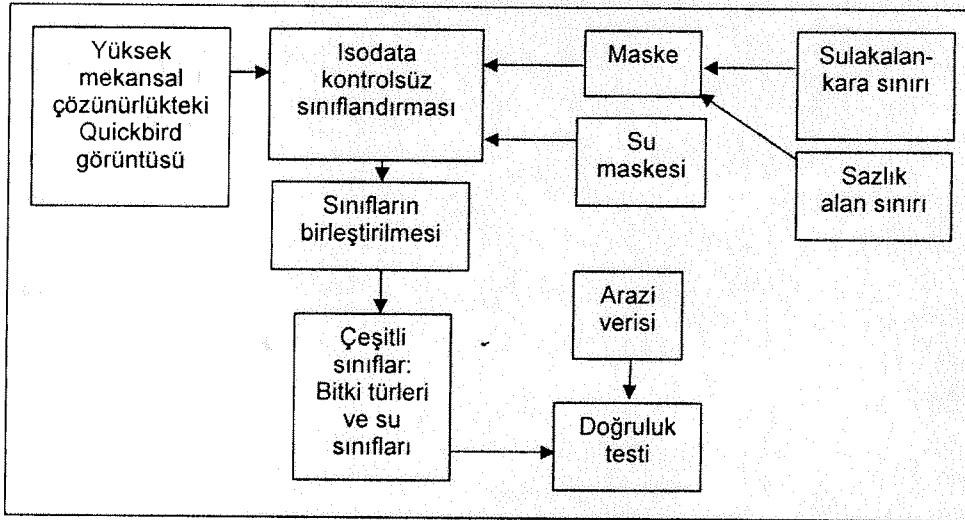 Yüksek
mekansal
çözünürlükteki
Quickbird
görüntüsü
Isodata
kontrolsüz
sınıflandırması
Maske
Sulakalan-
kara sınırı
Su
maskesi
Sazlık
alan sınırı
Sınıfların
birleştirilmesi
Arazi
verisi
Çeşitli
sınıflar:
Bitki türleri
ve su
sınıfları
Doğruluk
testi